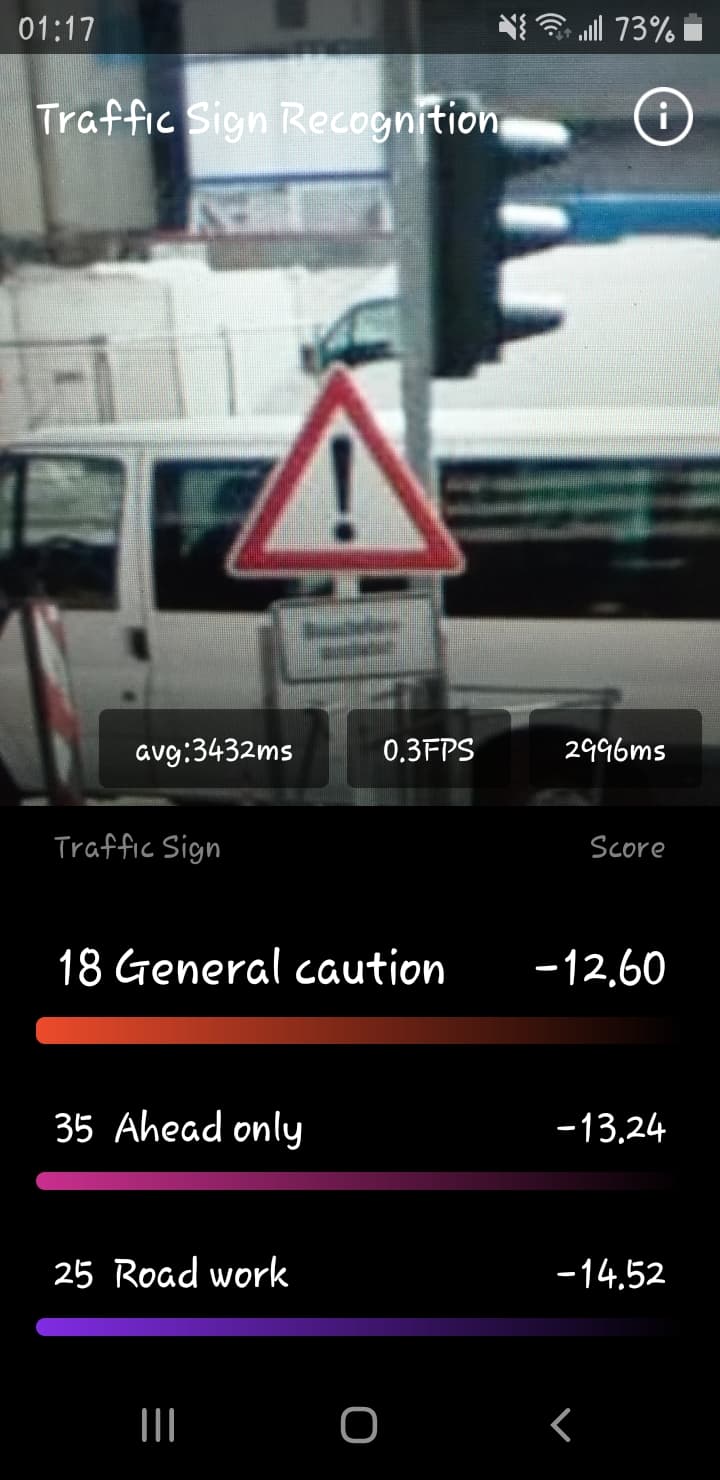 01:17
73%
Traffic Sign Recognition
i
!
avg:3432ms
0.3FPS
2996ms
Traffic Sign Score
18 General caution -12.60
35 Ahead only -13.24
25 Road work -14.52